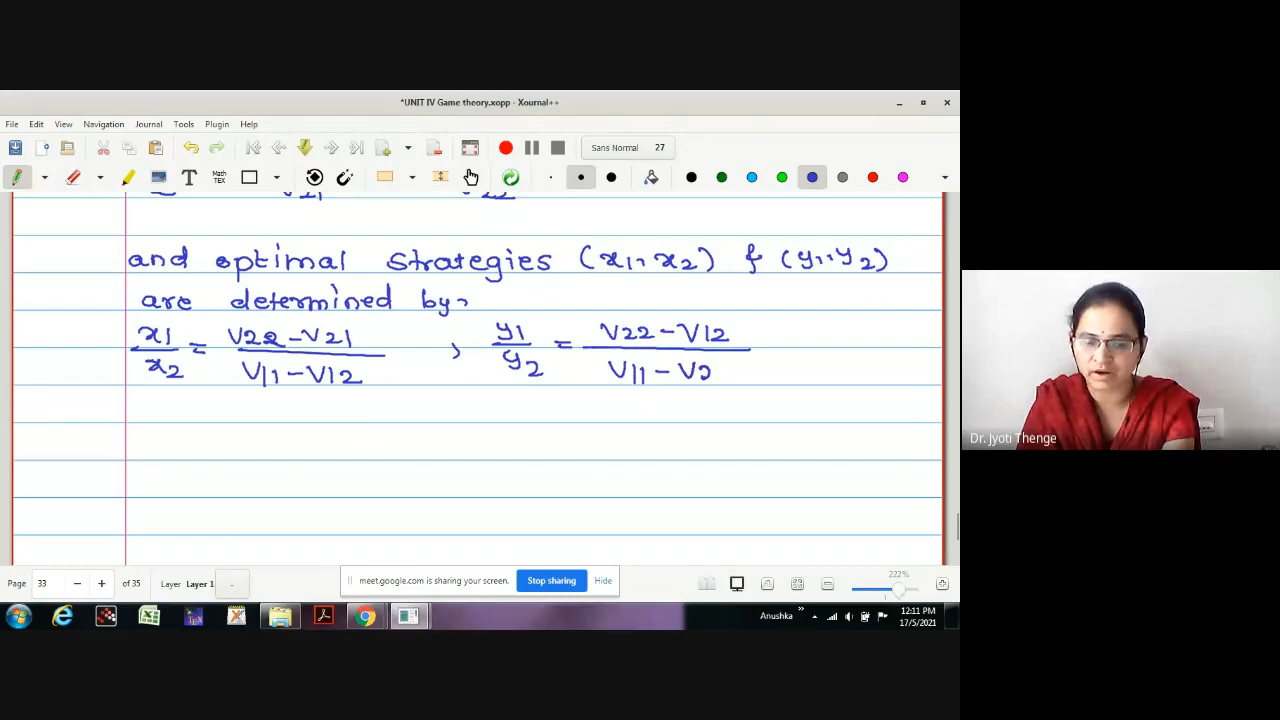 *UNIT IV Game theory.xopp - Xournal++
File Edit View Navigation Journal Tools Plugin Help
Sans Normal 27
and optimal strategies (x1, x2) & (y1, y2)
are determined by,
x1/x2 = V22 - V21 / V11 - V12 , y1/y2 = V22 - V12 / V11 - V2
Dr. Jyoti Thenge
Page 33 of 35 Layer Layer 1
meet.google.com is sharing your screen. Stop sharing Hide
222%
Anushka
12:11 PM
17/5/2021